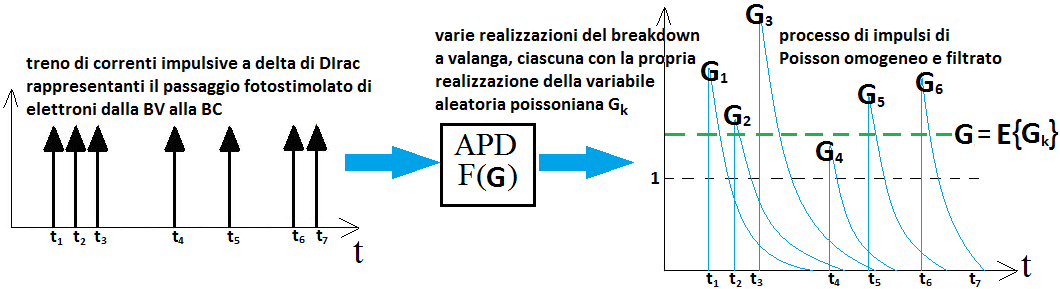 treno di correnti impulsive a delta di DIrac
rappresentanti il passaggio fotostimolato di
elettroni dalla BV alla BC
t
t1 t2 t3 t4 t5 t6 t7
varie realizzazioni del breakdown
a valanga, ciascuna con la propria
realizzazione della variabile
aleatoria poissoniana Gk
APD
F(G)
processo di impulsi di
Poisson omogeneo e filtrato
G1 G2 G3 G4 G5 G6
G = E{Gk}
1
t
t1 t2 t3 t4 t5 t6 t7